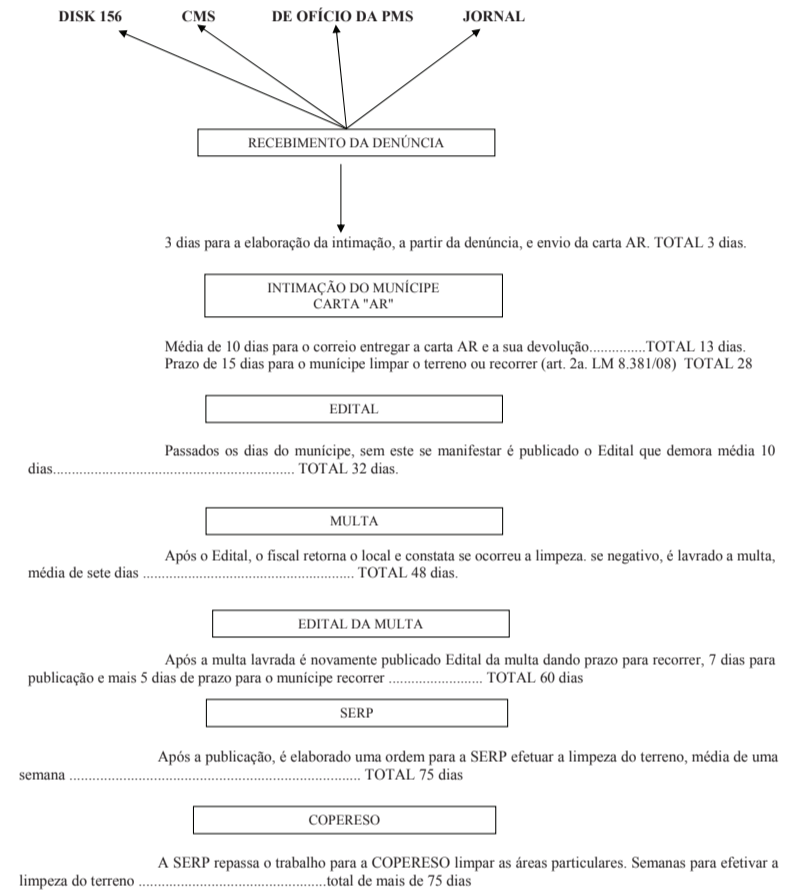 DISK 156 CMS DE OFÍCIO DA PMS JORNAL
RECEBIMENTO DA DENÚNCIA
3 dias para a elaboração da intimação, a partir da denúncia, e envio da carta AR. TOTAL 3 dias.
INTIMAÇÃO DO MUNÍCIPE
CARTA "AR"
Média de 10 dias para o correio entregar a carta AR e a sua devolução...............TOTAL 13 dias.
Prazo de 15 dias para o munícipe limpar o terreno ou recorrer (art. 2a. LM 8.381/08) TOTAL 28
EDITAL
Passados os dias do munícipe, sem este se manifestar é publicado o Edital que demora média 10
dias............................................................... TOTAL 32 dias.
MULTA
Após o Edital, o fiscal retorna o local e constata se ocorreu a limpeza. se negativo, é lavrado a multa,
média de sete dias ....................................................... TOTAL 48 dias.
EDITAL DA MULTA
Após a multa lavrada é novamente publicado Edital da multa dando prazo para recorrer, 7 dias para
publicação e mais 5 dias de prazo para o munícipe recorrer ......................... TOTAL 60 dias
SERP
Após a publicação, é elaborado uma ordem para a SERP efetuar a limpeza do terreno, média de uma
semana ............................................................................ TOTAL 75 dias
COPERESO
A SERP repassa o trabalho para a COPERESO limpar as áreas particulares. Semanas para efetivar a
limpeza do terreno .................................................total de mais de 75 dias